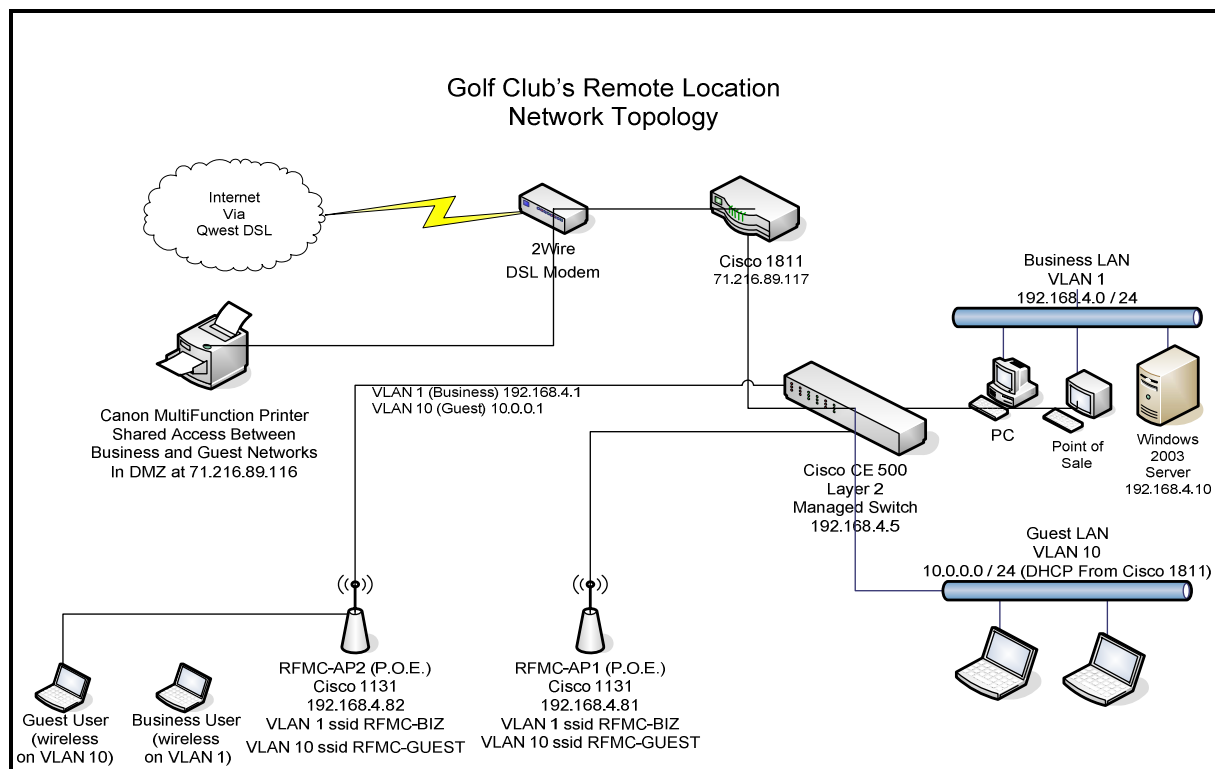 Golf Club's Remote Location
Network Topology
Internet
Via
Qwest DSL
2Wire
DSL Modem
Cisco 1811
71.216.89.117
Business LAN
VLAN 1
192.168.4.0 / 24
Canon MultiFunction Printer
Shared Access Between
Business and Guest Networks
In DMZ at 71.216.89.116
VLAN 1 (Business) 192.168.4.1
VLAN 10 (Guest) 10.0.0.1
PC
Point of
Sale
Windows
2003
Server
192.168.4.10
Cisco CE 500
Layer 2
Managed Switch
192.168.4.5
Guest LAN
VLAN 10
10.0.0.0 / 24 (DHCP From Cisco 1811)
Guest User
(wireless
on VLAN 10)
Business User
(wireless
on VLAN 1)
RFMC-AP2 (P.O.E.)
Cisco 1131
192.168.4.82
VLAN 1 ssid RFMC-BIZ
VLAN 10 ssid RFMC-GUEST
RFMC-AP1 (P.O.E.)
Cisco 1131
192.168.4.81
VLAN 1 ssid RFMC-BIZ
VLAN 10 ssid RFMC-GUEST